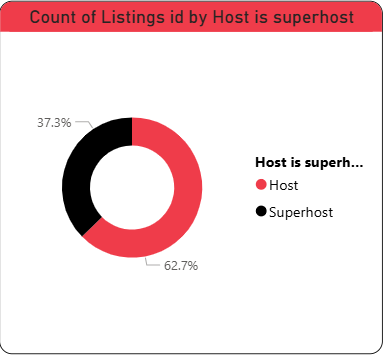 Count of Listings id by Host is superhost
37.3%
Host is superh...
Host
Superhost
62.7%